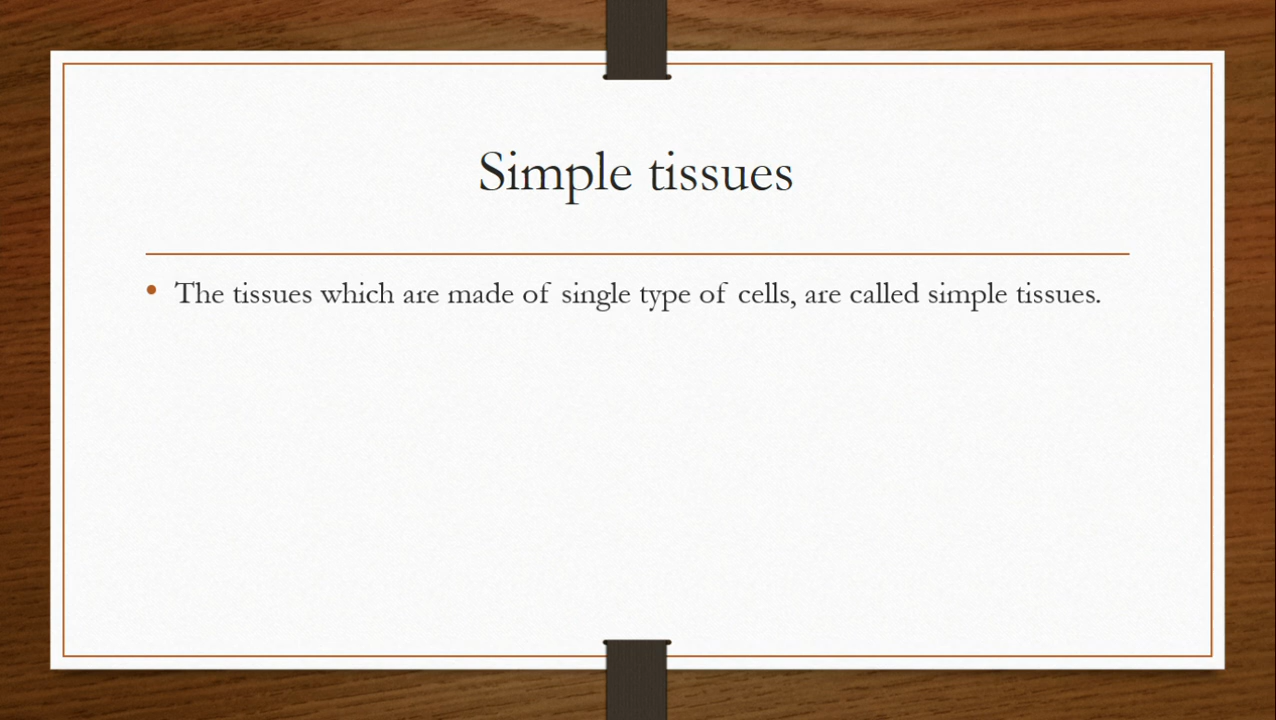 Simple tissues
• The tissues which are made of single type of cells, are called simple tissues.